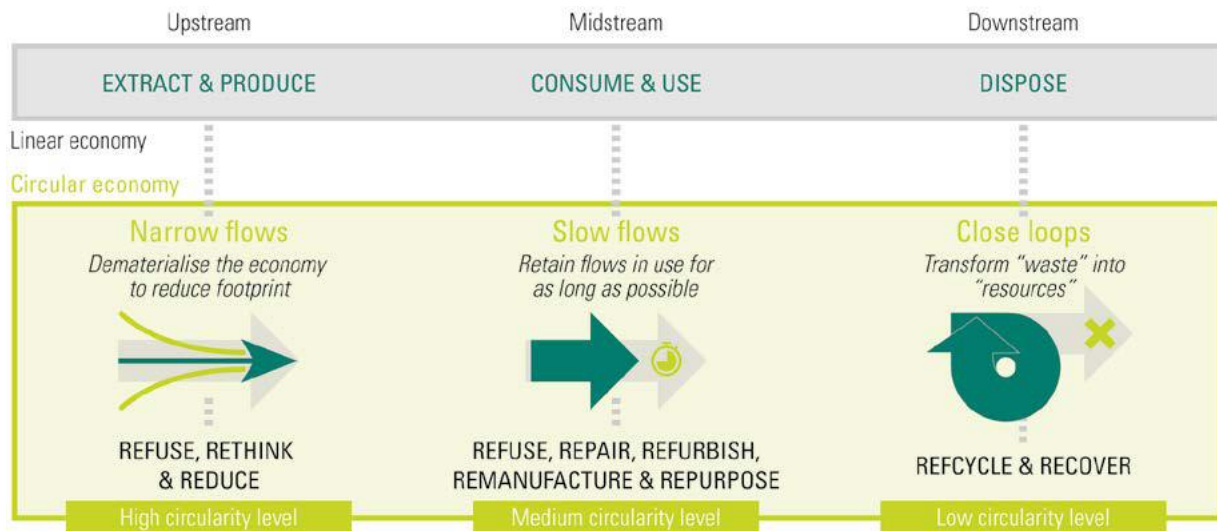 Upstream
Midstream
Downstream
EXTRACT & PRODUCE
CONSUME & USE
DISPOSE
Linear economy
Circular economy
Narrow flows
Dematerialise the economy
to reduce footprint
REFUSE, RETHINK
& REDUCE
High circularity level
Slow flows
Retain flows in use for
as long as possible
REFUSE, REPAIR, REFURBISH,
REMANUFACTURE & REPURPOSE
Medium circularity level
Close loops
Transform “waste” into
“resources”
REFCYCLE & RECOVER
Low circularity level